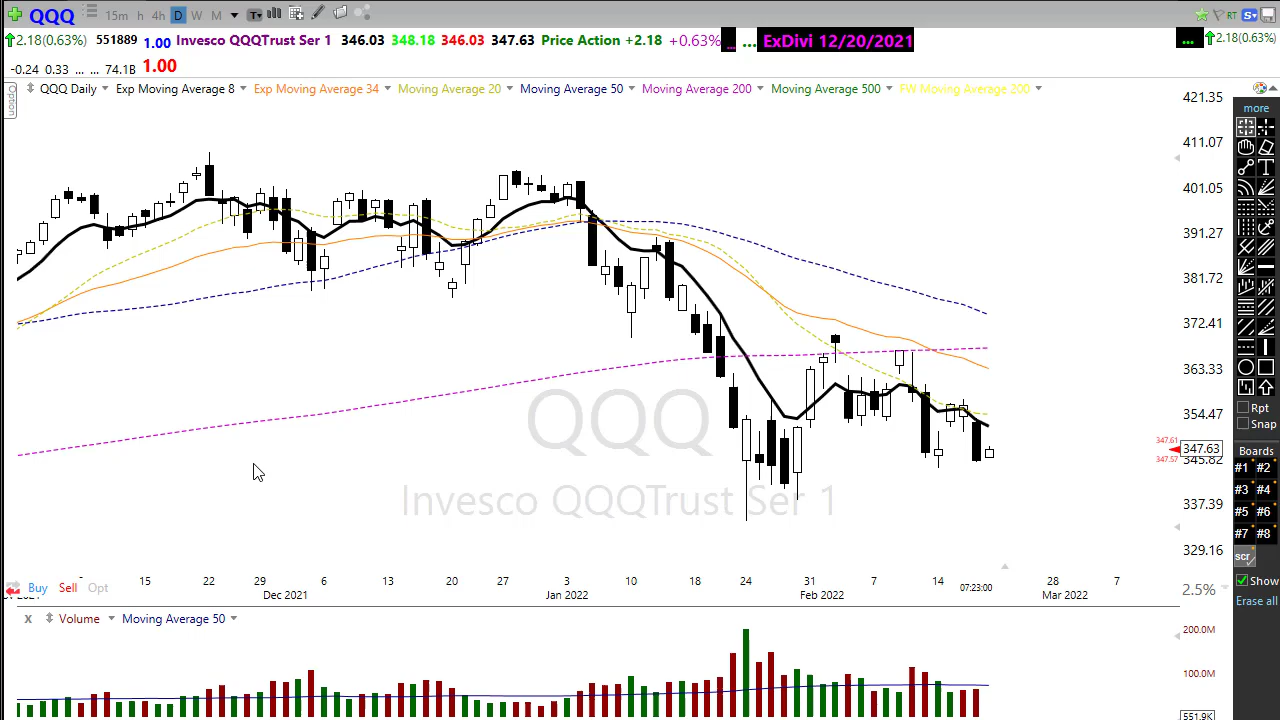 QQQ 15m h 4h D W M T
RT S
2.18(0.63%) 551889 1.00 Invesco QQQTrust Ser 1 346.03 348.18 346.03 347.63 Price Action +2.18 +0.63% ... ... ExDivi 12/20/2021 ... 2.18(0.63%)
-0.24 0.33 ... ... 74.1B 1.00
Option
QQQ Daily Exp Moving Average 8 Exp Moving Average 34 Moving Average 20 Moving Average 50 Moving Average 200 Moving Average 500 FW Moving Average 200
421.35
more
411.07
401.05
391.27
381.72
372.41
363.33
354.47
347.61
347.63
347.57
345.82
337.39
329.16
QQQ
Invesco QQQTrust Ser 1
Rpt
Snap
Boards
#1 #2
#3 #4
#5 #6
#7 #8
scr
Show
Erase all
15 22 29 6 13 20 27 3 10 18 24 31 7 14 28 7
Buy Sell Opt
07:23:00
2.5%
Dec 2021 Jan 2022 Feb 2022 Mar 2022
X Volume Moving Average 50
200.0M
100.0M
551.9K